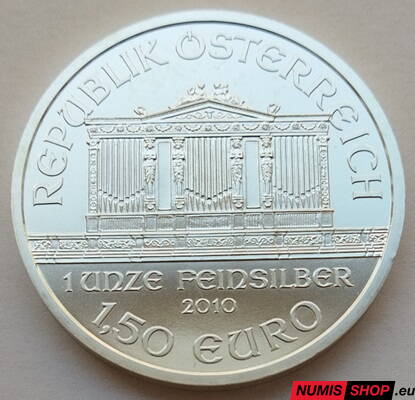 REPUBLIK ÖSTERREICH
1 UNZE FEINSILBER
2010
1,50 EURO
NUMIS SHOP.eu